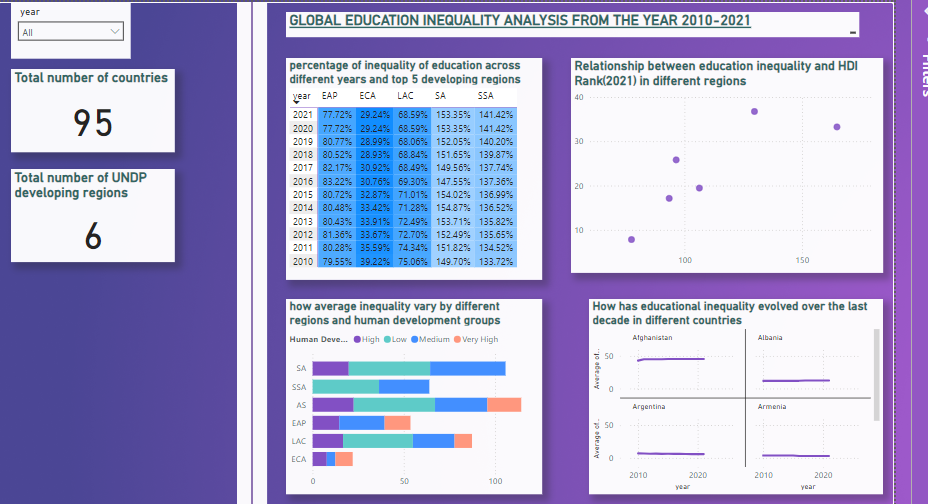 year
All
GLOBAL EDUCATION INEQUALITY ANALYSIS FROM THE YEAR 2010-2021
Total number of countries
95
Total number of UNDP
developing regions
6
percentage of inequality of education across
different years and top 5 developing regions
year EAP ECA LAC SA SSA
2021 77.72% 29.24% 68.59% 153.35% 141.42%
2020 77.72% 29.24% 68.59% 153.35% 141.42%
2019 80.77% 28.99% 68.06% 152.05% 140.20%
2018 80.52% 28.93% 68.84% 151.65% 139.87%
2017 82.17% 30.92% 68.49% 149.56% 137.74%
2016 83.22% 30.76% 69.30% 147.55% 137.36%
2015 80.72% 32.87% 71.01% 154.02% 136.99%
2014 80.48% 33.42% 71.28% 154.87% 136.52%
2013 80.43% 33.91% 72.49% 153.71% 135.82%
2012 81.36% 33.67% 72.70% 152.49% 135.65%
2011 80.28% 35.59% 74.34% 151.82% 134.52%
2010 79.55% 39.22% 75.06% 149.70% 133.72%
Relationship between education inequality and HDI
Rank(2021) in different regions
40
30
20
10
100 150
how average inequality vary by different
regions and human development groups
Human Deve... High Low Medium Very High
SA
SSA
AS
EAP
LAC
ECA
0 50 100
How has educational inequality evolved over the last
decade in different countries
Afghanistan Albania
Average of...
50
0
Argentina Armenia
Average of...
50
0
2010 2020 2010 2020
year year
Filters